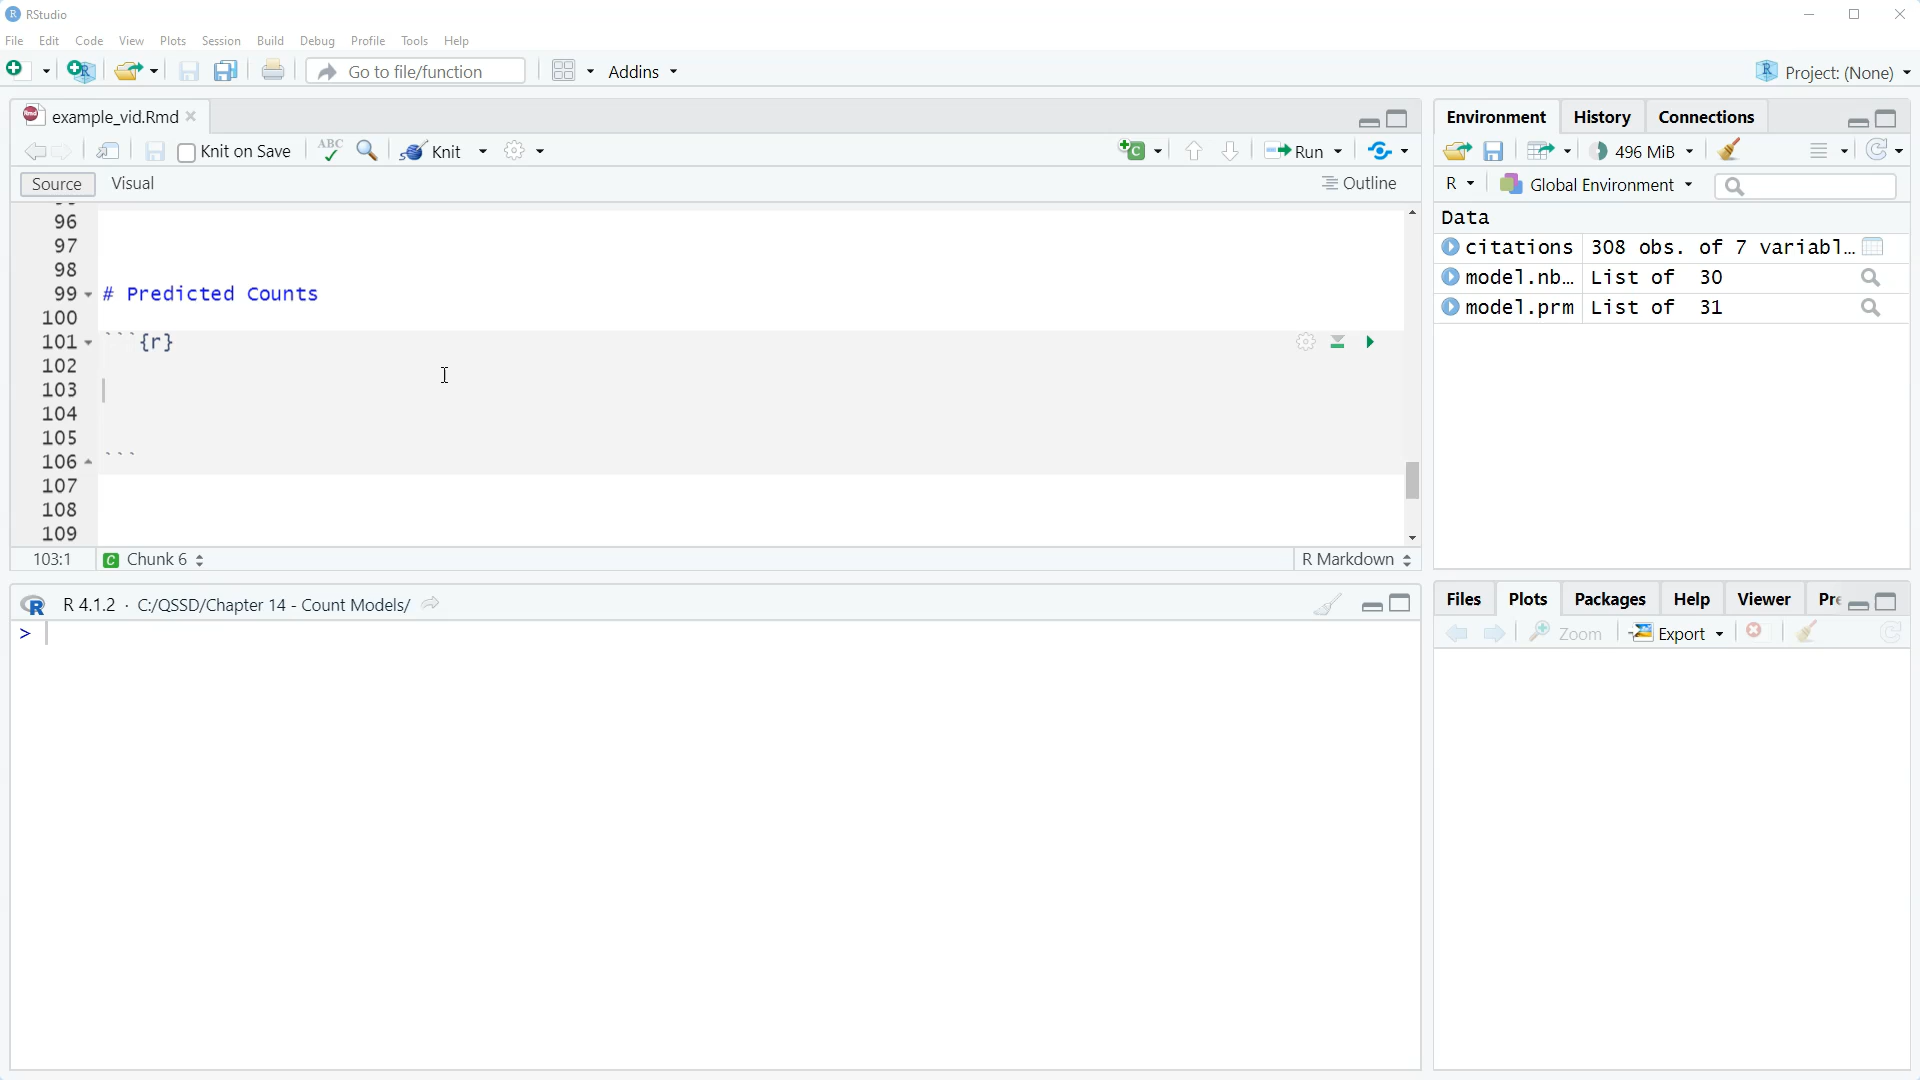 RStudio
File Edit Code View Plots Session Build Debug Profile Tools Help
Go to file/function Addins Project: (None)
example_vid.Rmd
Knit on Save ABC Knit Run
Source Visual Outline
96
97
98
99 # Predicted Counts
100
101 ```{r}
102
103
104
105
106 ```
107
108
109
103:1 Chunk 6 R Markdown
R 4.1.2 · C:/QSSD/Chapter 14 - Count Models/
>
Environment History Connections
496 MiB
R Global Environment
Data
citations 308 obs. of 7 variabl…
model.nb… List of 30
model.prm List of 31
Files Plots Packages Help Viewer Pre
Zoom Export